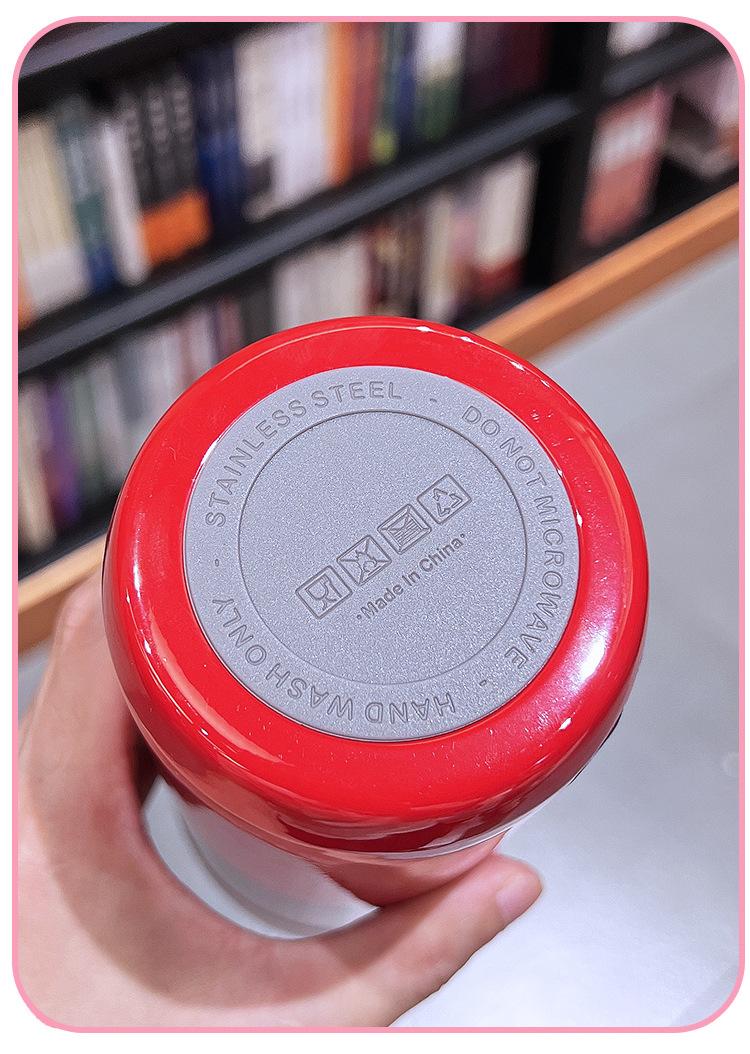 STAINLESS STEEL - DO NOT MICROWAVE - HAND WASH ONLY -
•Made In China•